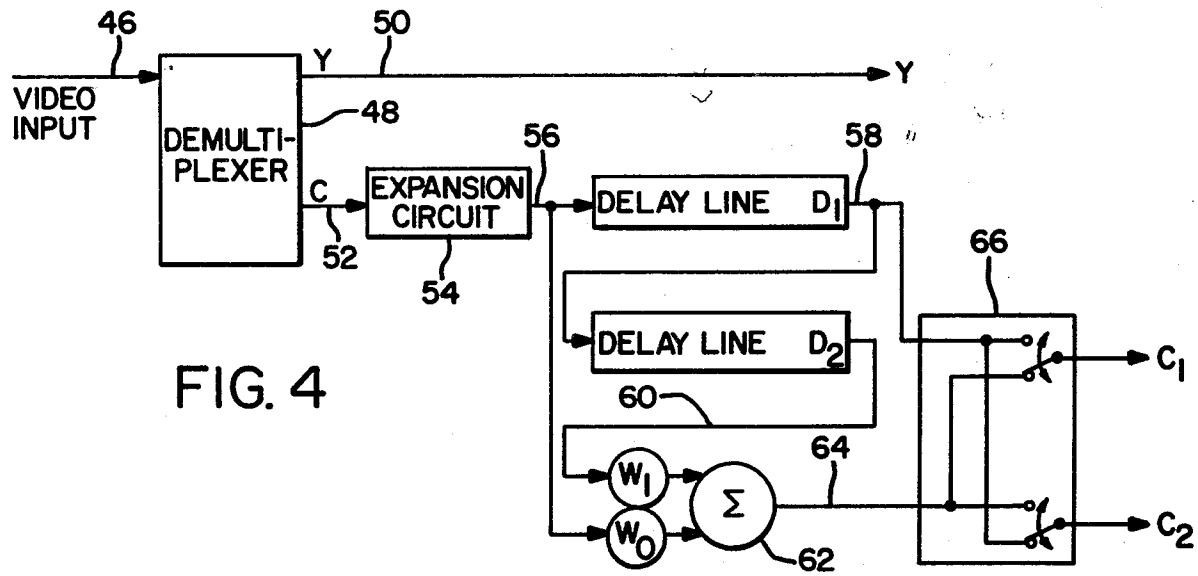 46
50
Y
Y
VIDEO
INPUT
48
DEMULTI-
PLEXER
56
58
C
EXPANSION
CIRCUIT
DELAY LINE D1
52
54
66
DELAY LINE D2
C1
FIG. 4
60
64
W1
Σ
W0
C2
62